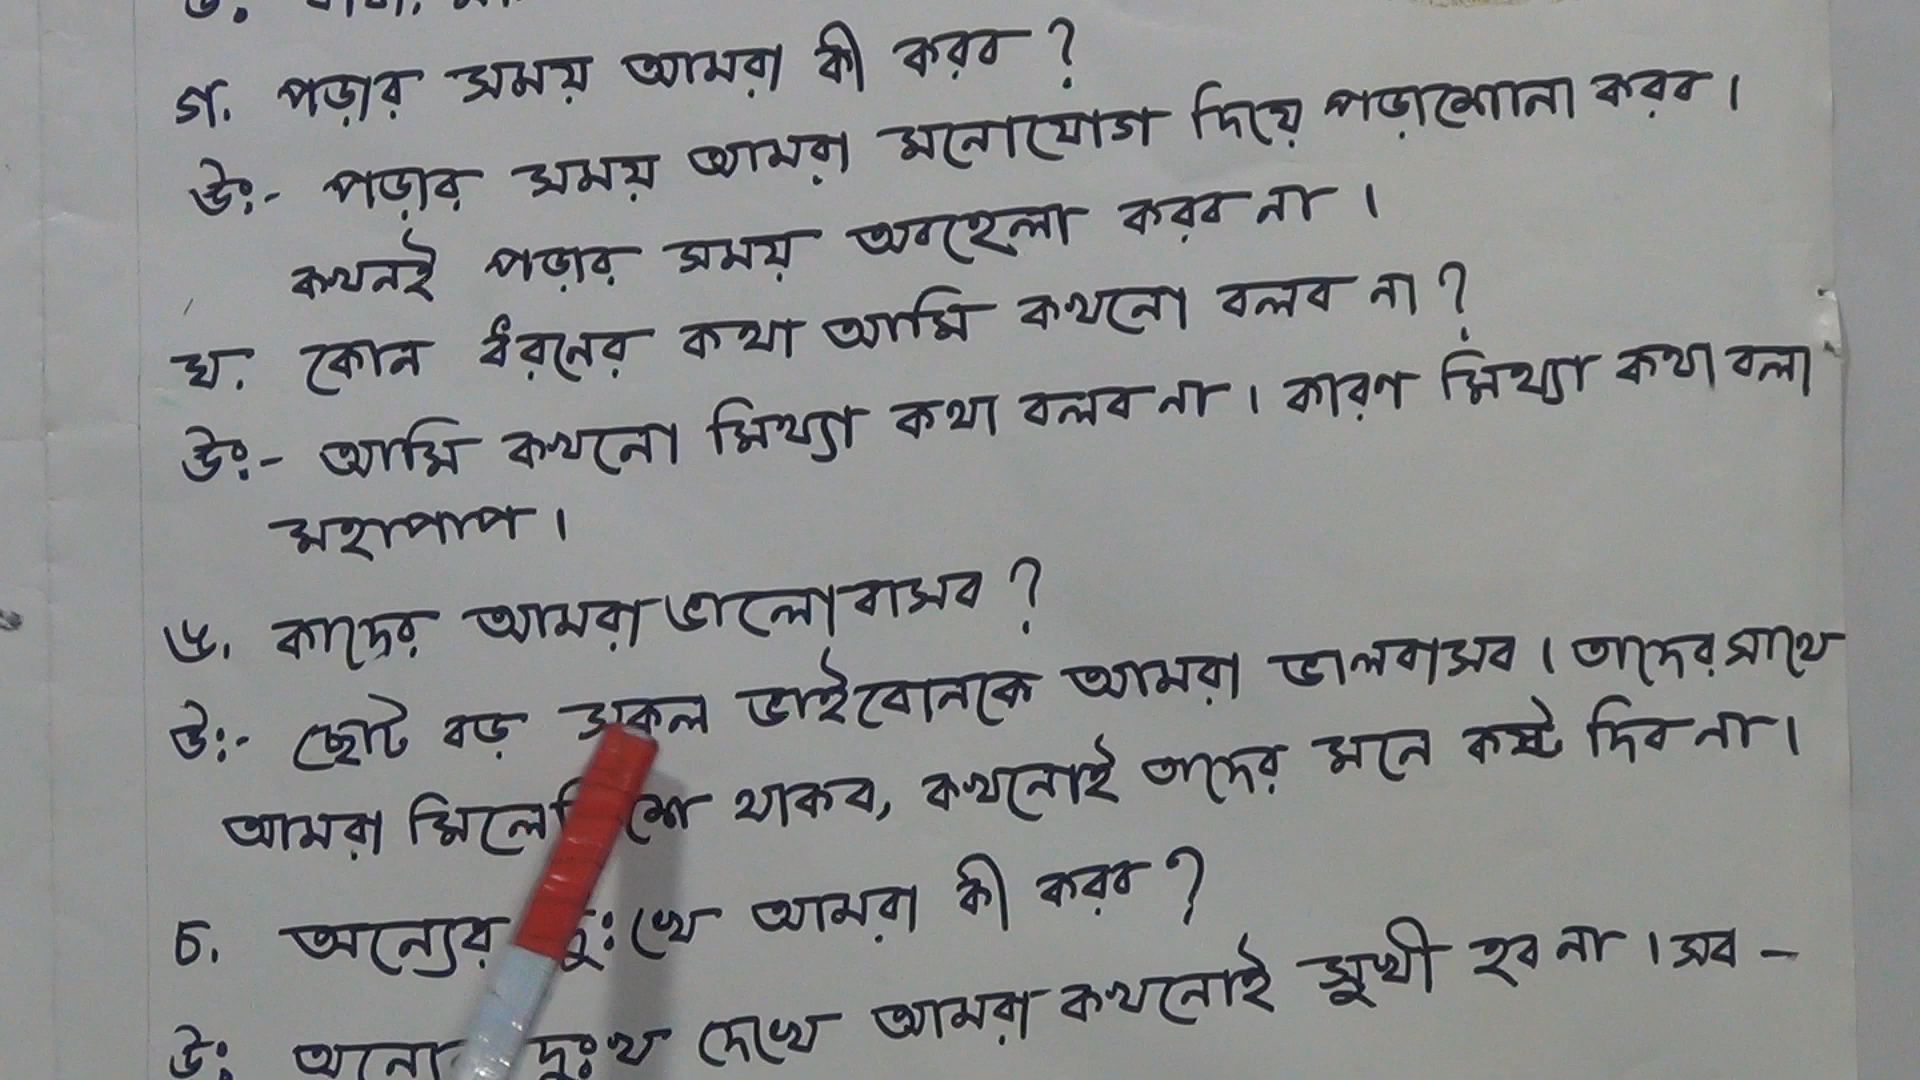 গ. পড়ার সময় আমরা কী করব ?
উঃ- পড়ার সময় আমরা মনোযোগ দিয়ে পড়াশোনা করব ।
কখনই পড়ার সময় অবহেলা করব না ।
ঘ. কোন ধরনের কথা আমি কখনো বলব না ?
উঃ- আমি কখনো মিথ্যা কথা বলব না । কারণ মিথ্যা কথা বলা
মহাপাপ ।
ঙ. কাদের আমরা ভালোবাসব ?
উঃ- ছোট বড় সকল ভাইবোনকে আমরা ভালবাসব । তাদের সাথে
আমরা থাকব, কখনোই তাদের মনে কষ্ট দিব না ।
চ. অন্যের দুঃখে আমরা কী করব ?
উঃ দুঃখ দেখে আমরা কখনোই সুখী হব না । সব -